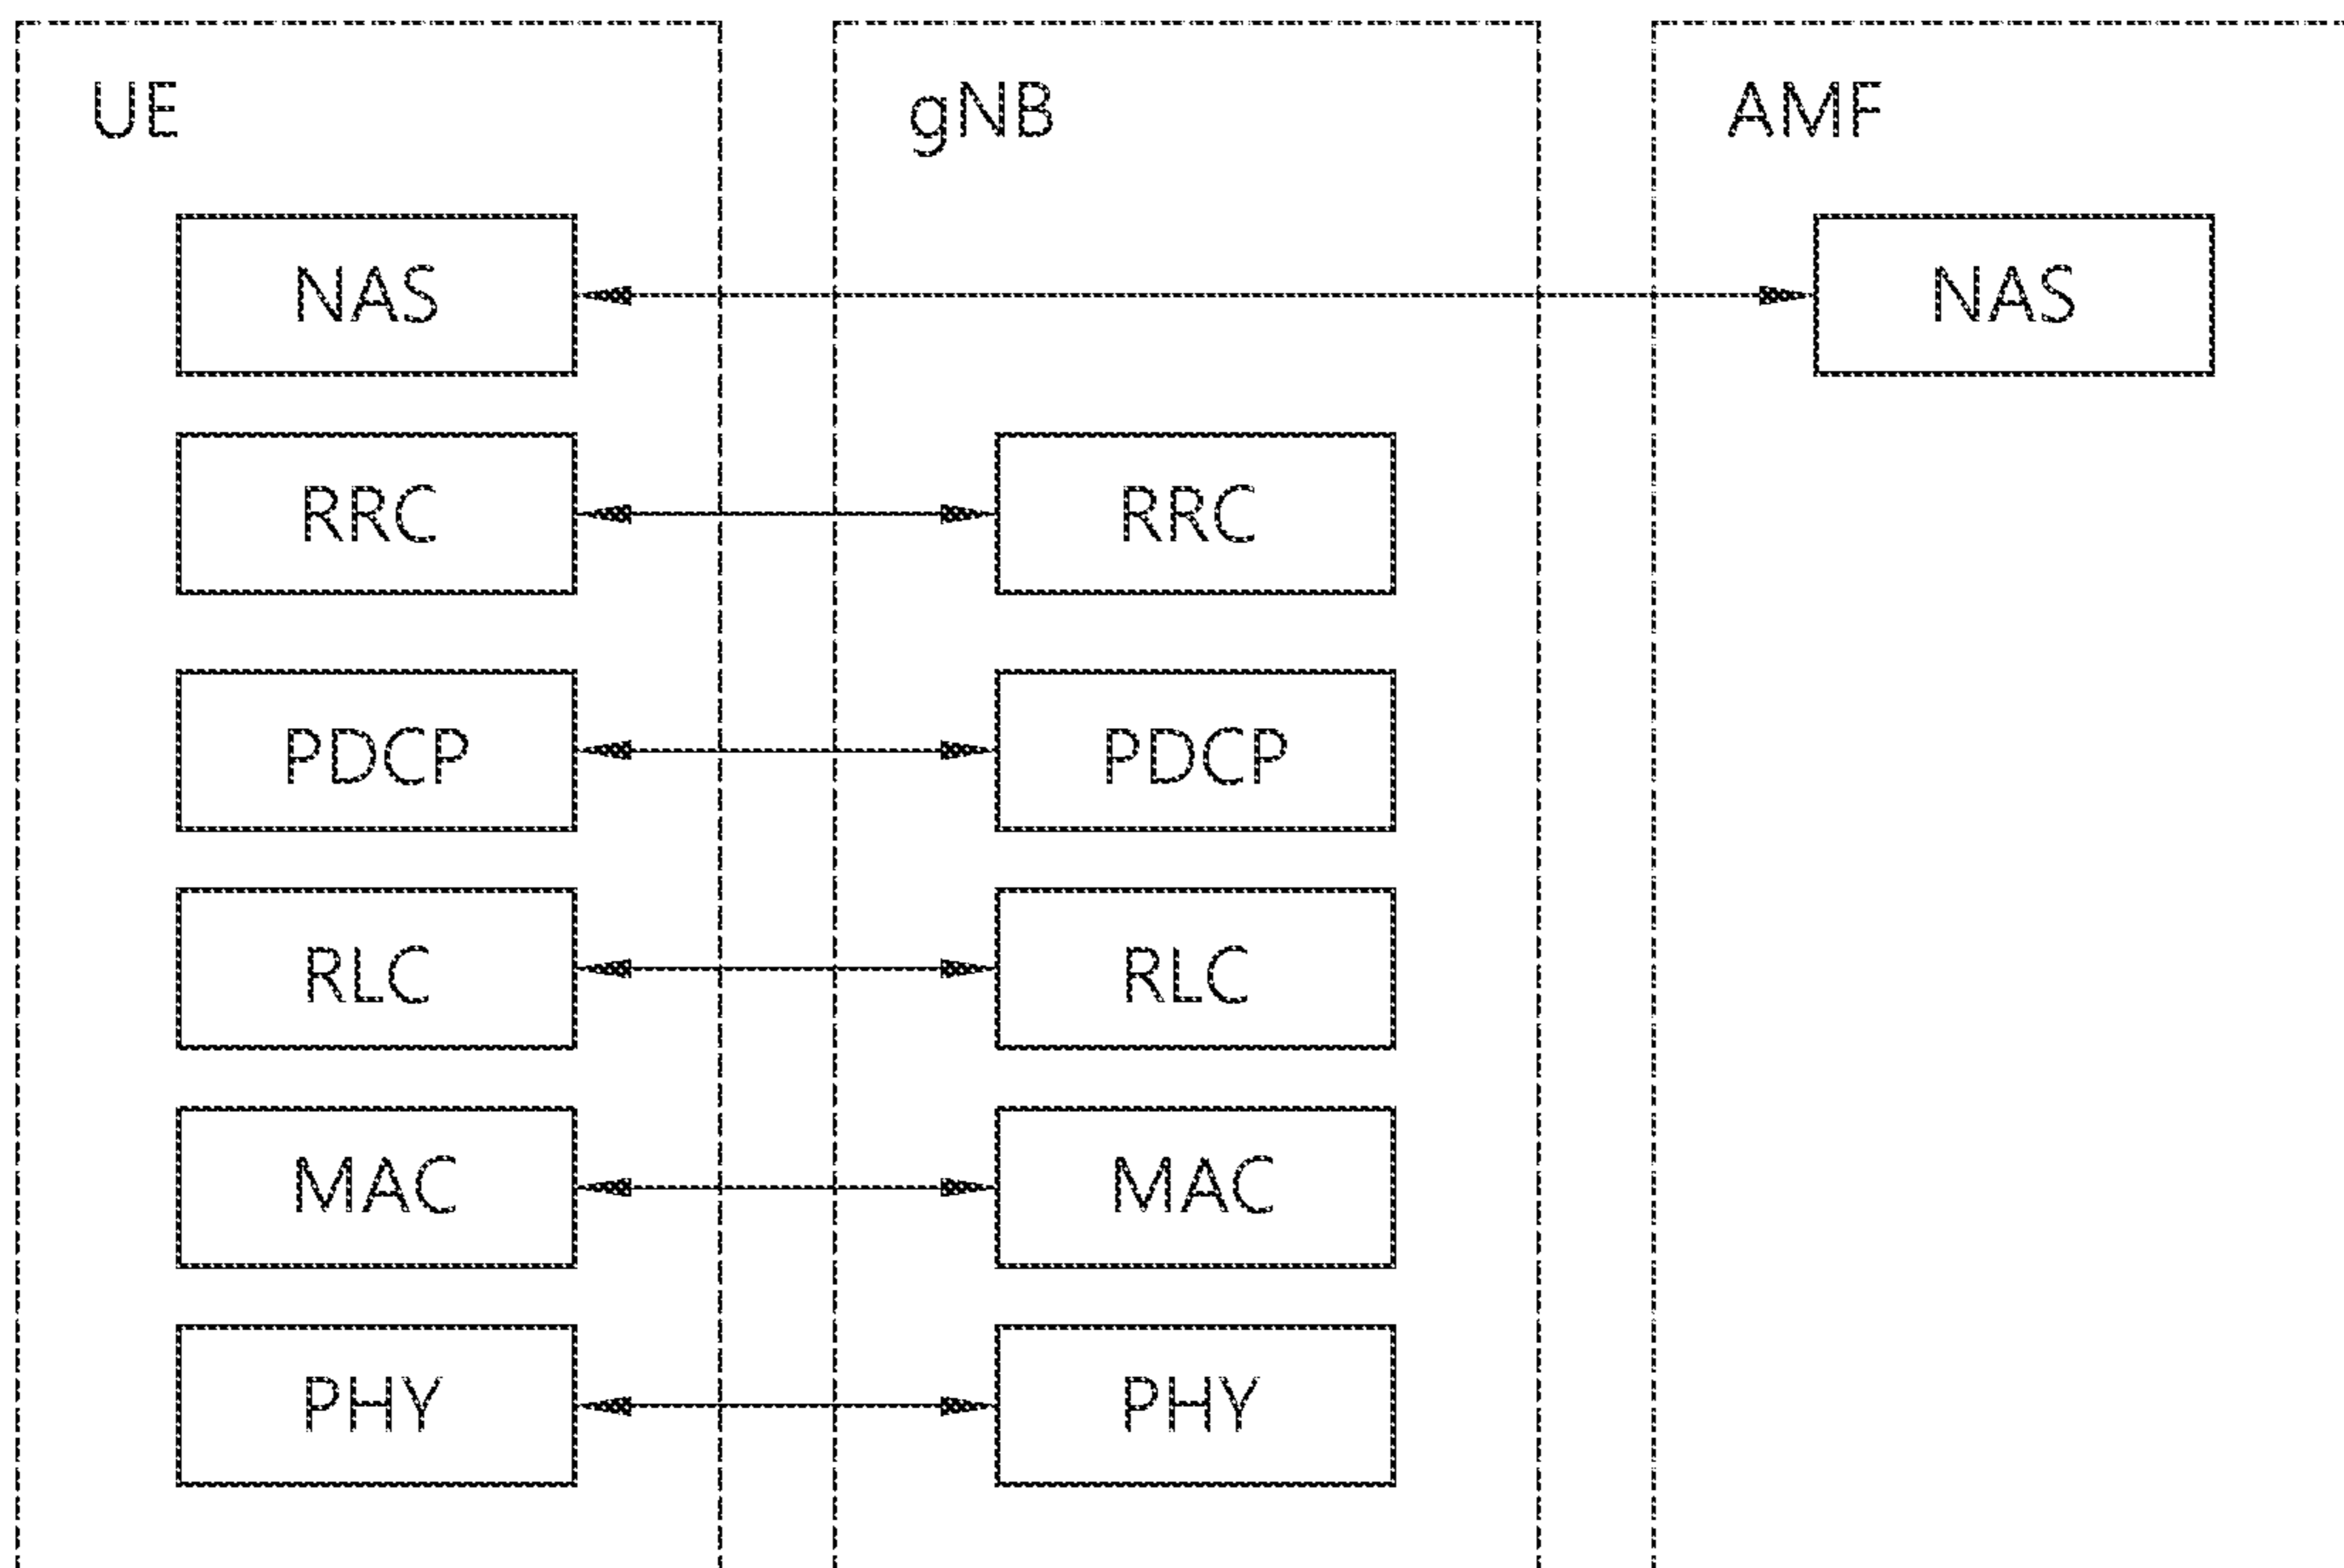 UE gNB AMF
NAS NAS
RRC RRC
PDCP PDCP
RLC RLC
MAC MAC
PHY PHY